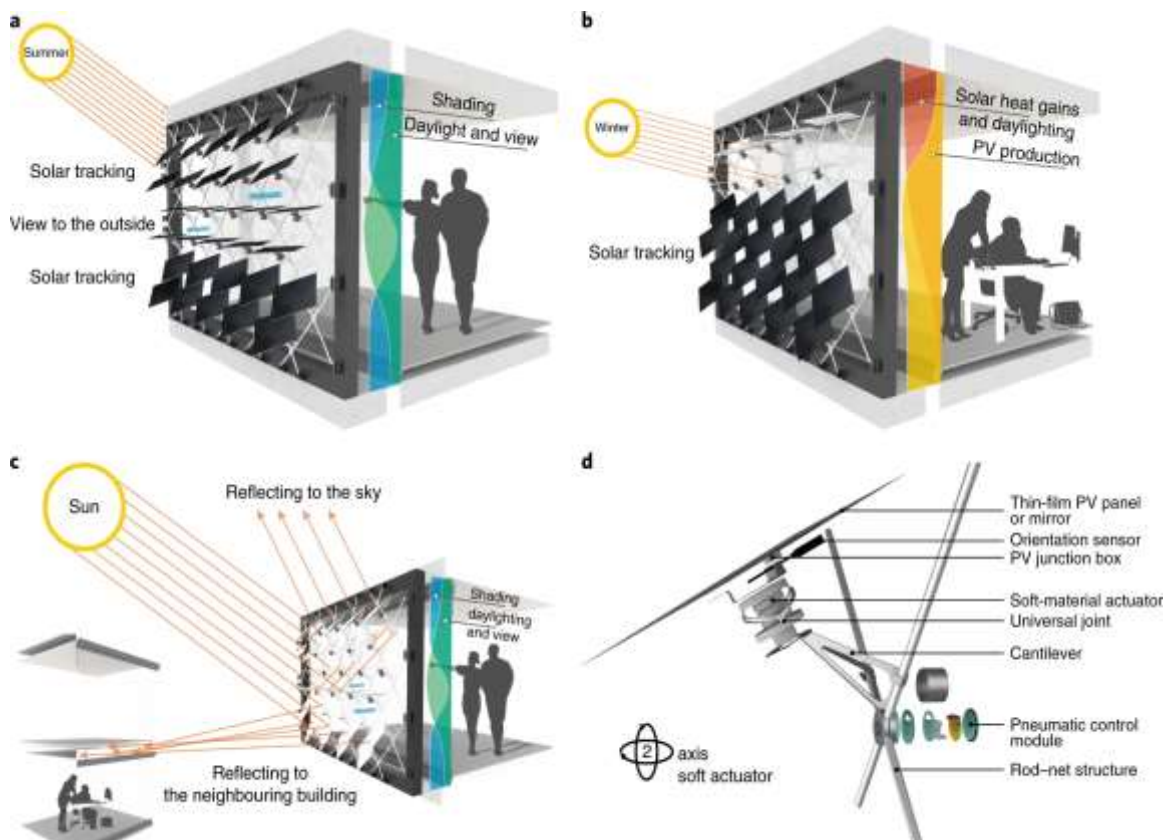 a
Summer
Shading
Daylight and view
Solar tracking
View to the outside
Solar tracking
b
Winter
Solar heat gains
and daylighting
PV production
Solar tracking
c
Sun
Reflecting to the sky
Shading
daylighting
and view
Reflecting to
the neighbouring building
d
Thin-film PV panel
or mirror
Orientation sensor
PV junction box
Soft-material actuator
Universal joint
Cantilever
Pneumatic control
module
Rod–net structure
2 axis
soft actuator